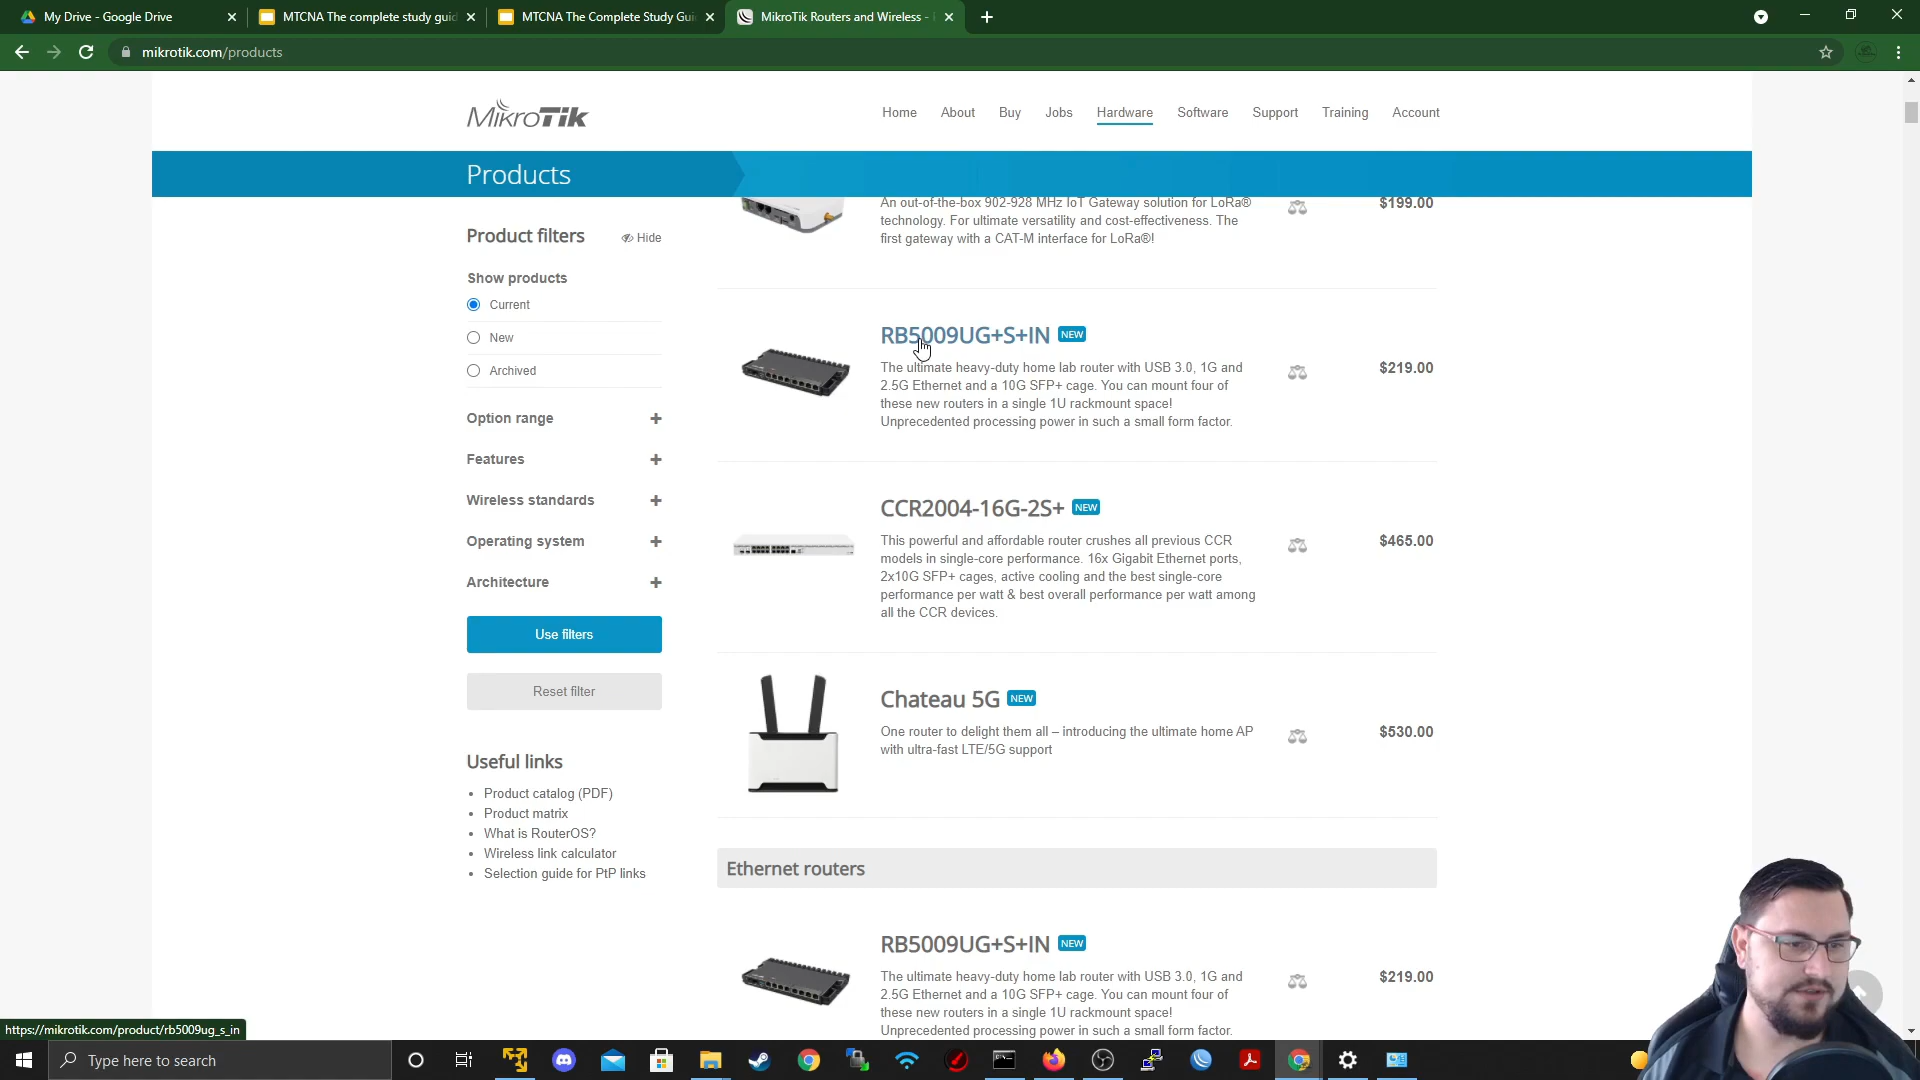 My Drive - Google Drive
MTCNA The complete study guid
MTCNA The Complete Study Gui
MikroTik Routers and Wireless -
mikrotik.com/products
MikroTik
Home
About
Buy
Jobs
Hardware
Software
Support
Training
Account
Products
An out-of-the-box 902-928 MHz IoT Gateway solution for LoRa®
technology. For ultimate versatility and cost-effectiveness. The
first gateway with a CAT-M interface for LoRa®!
$199.00
Product filters
Hide
Show products
Current
New
Archived
Option range
Features
Wireless standards
Operating system
Architecture
Use filters
Reset filter
Useful links
• Product catalog (PDF)
• Product matrix
• What is RouterOS?
• Wireless link calculator
• Selection guide for PtP links
RB5009UG+S+IN NEW
The ultimate heavy-duty home lab router with USB 3.0, 1G and
2.5G Ethernet and a 10G SFP+ cage. You can mount four of
these new routers in a single 1U rackmount space!
Unprecedented processing power in such a small form factor.
$219.00
CCR2004-16G-2S+ NEW
This powerful and affordable router crushes all previous CCR
models in single-core performance. 16x Gigabit Ethernet ports,
2x10G SFP+ cages, active cooling and the best single-core
performance per watt & best overall performance per watt among
all the CCR devices.
$465.00
Chateau 5G NEW
One router to delight them all – introducing the ultimate home AP
with ultra-fast LTE/5G support
$530.00
Ethernet routers
RB5009UG+S+IN NEW
The ultimate heavy-duty home lab router with USB 3.0, 1G and
2.5G Ethernet and a 10G SFP+ cage. You can mount four of
these new routers in a single 1U rackmount space!
Unprecedented processing power in such a small form factor.
$219.00
https://mikrotik.com/product/rb5009ug_s_in
Type here to search